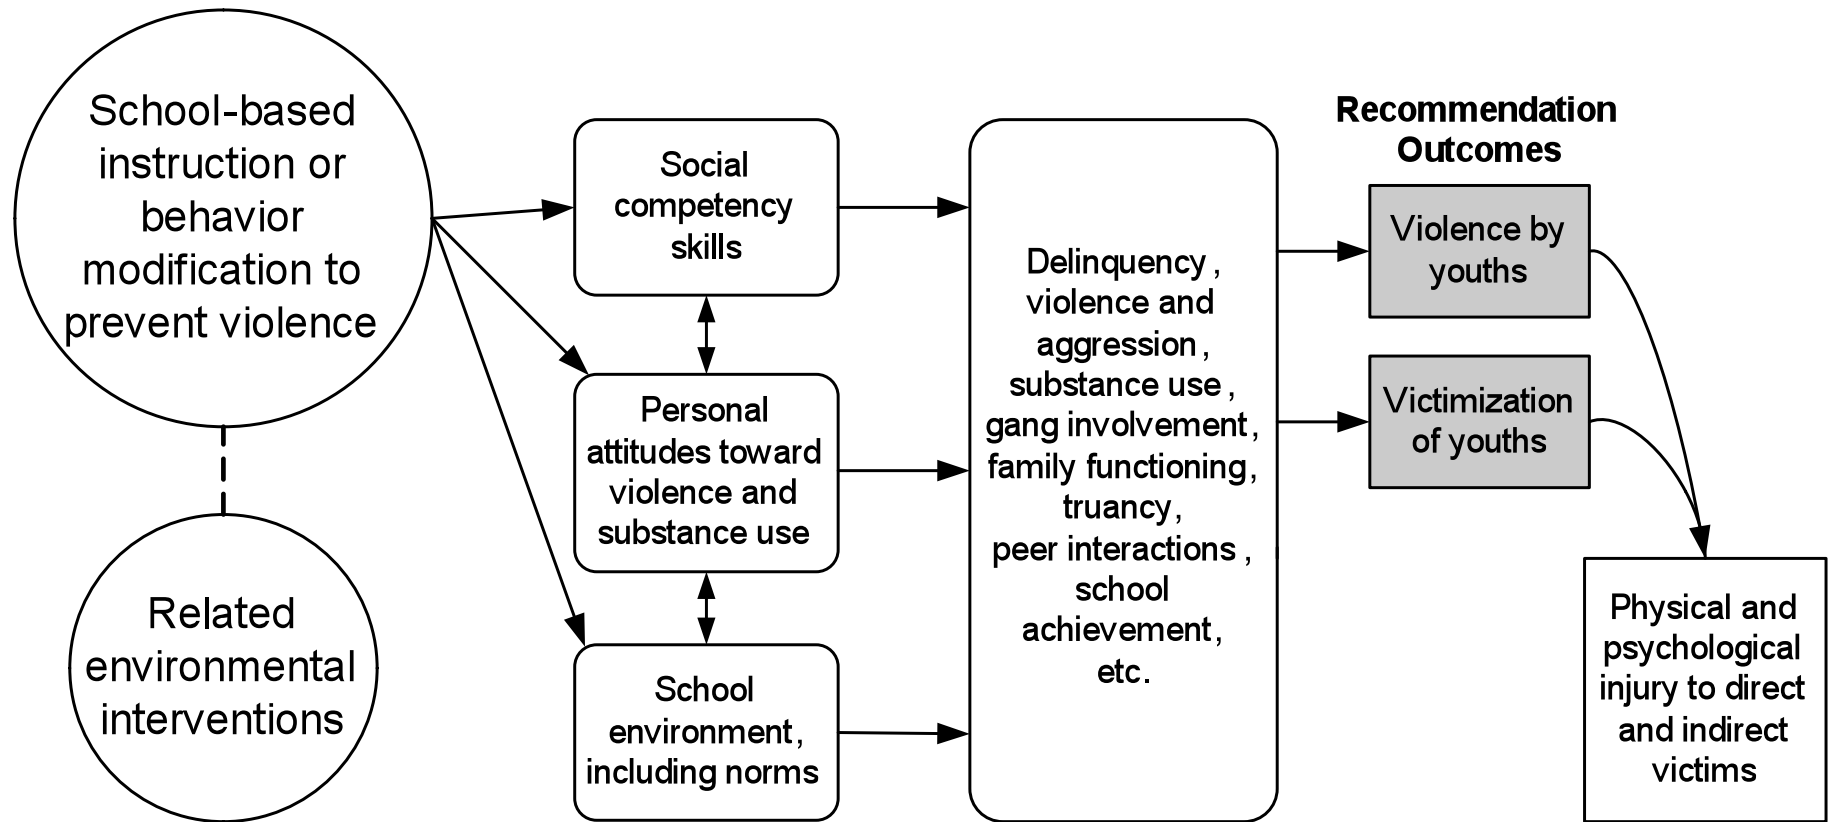 School-based
instruction or
behavior
modification to
prevent violence
Related
environmental
interventions
Social
competency
skills
Personal
attitudes toward
violence and
substance use
School
environment,
including norms
Delinquency,
violence and
aggression,
substance use,
gang involvement,
family functioning,
truancy,
peer interactions,
school
achievement,
etc.
Recommendation
Outcomes
Violence by
youths
Victimization
of youths
Physical and
psychological
injury to direct
and indirect
victims